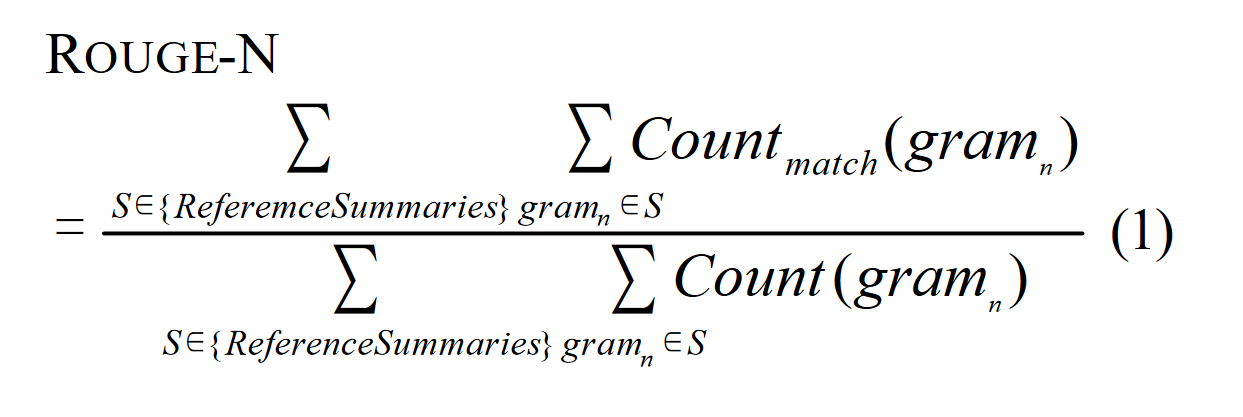 ROUGE-N
∑ ∑ Count_match(gram_n)
S∈{ReferemceSummaries} gram_n∈S
= (1)
∑ ∑ Count(gram_n)
S∈{ReferenceSummaries} gram_n∈S